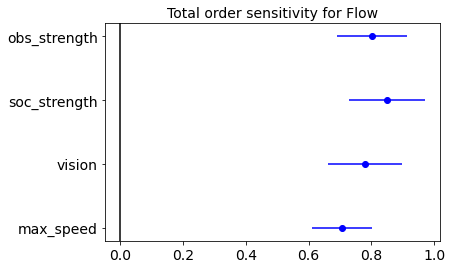 Total order sensitivity for Flow
obs_strength
soc_strength
vision
max_speed
0.0 0.2 0.4 0.6 0.8 1.0